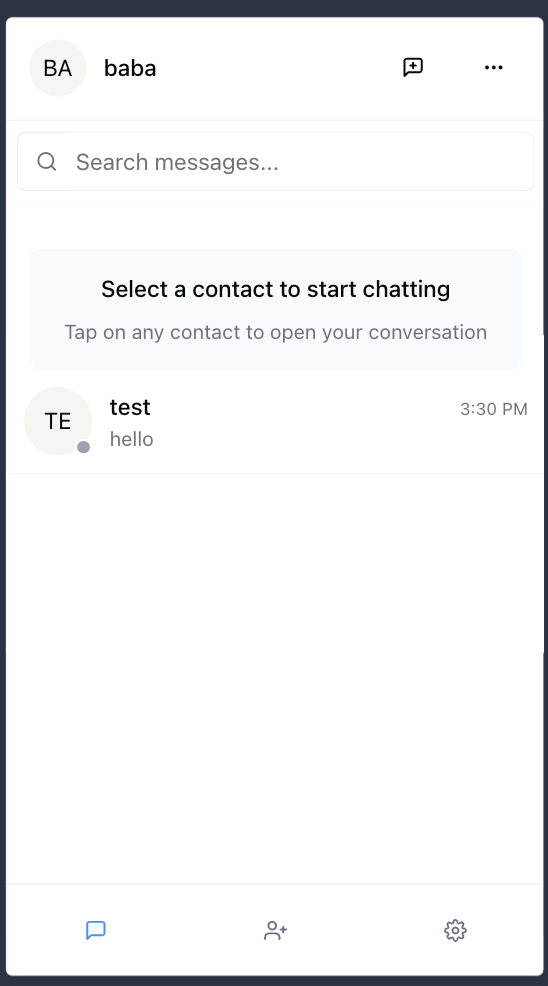 BA baba
Search messages...
Select a contact to start chatting
Tap on any contact to open your conversation
TE test 3:30 PM
hello